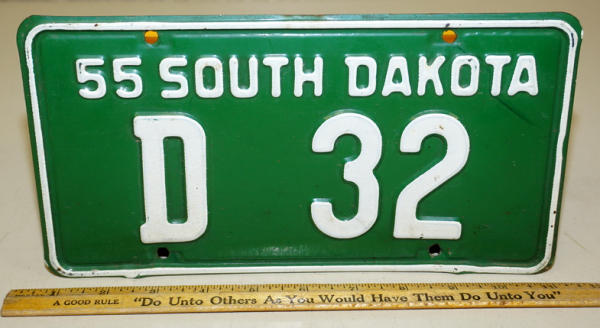 55 SOUTH DAKOTA
D 32
A GOOD RULE "Do Unto Others As You Would Have Them Do Unto You"